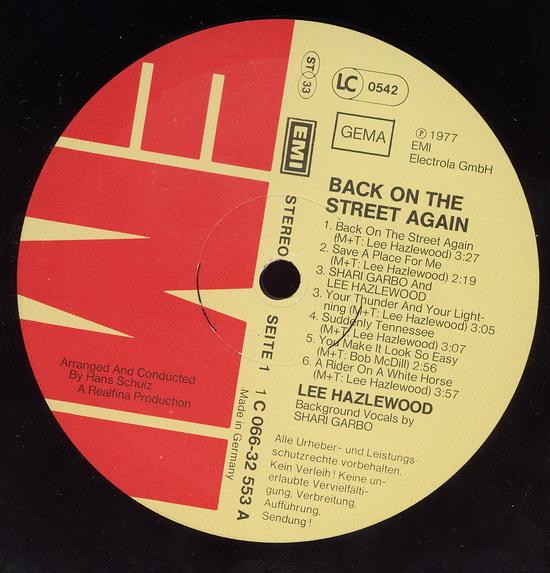 EMI
ST 33
LC 0542
GEMA
℗ 1977
EMI
Electrola GmbH
EMI
STEREO
BACK ON THE
STREET AGAIN
1. Back On The Street Again
(M+T: Lee Hazlewood) 3:27
2. Save A Place For Me
(M+T: Lee Hazlewood) 2:19
3. SHARI GARBO And
LEE HAZLEWOOD
3. Your Thunder And Your Light-
ning (M+T: Lee Hazlewood) 3:05
4. Suddenly Tennessee
(M+T: Lee Hazlewood) 3:07
5. You Make It Look So Easy
(M+T: Bob McDill) 2:56
6. A Rider On A White Horse
(M+T: Lee Hazlewood) 3:57
LEE HAZLEWOOD
Background Vocals by
SHARI GARBO
SEITE 1
1 C 066-32 553 A
Made in Germany
Arranged And Conducted
By Hans Schulz
A Realfina Production
Alle Urheber- und Leistungs-
schutzrechte vorbehalten.
Kein Verleih! Keine un-
erlaubte Vervielfälti-
gung, Verbreitung,
Aufführung,
Sendung!